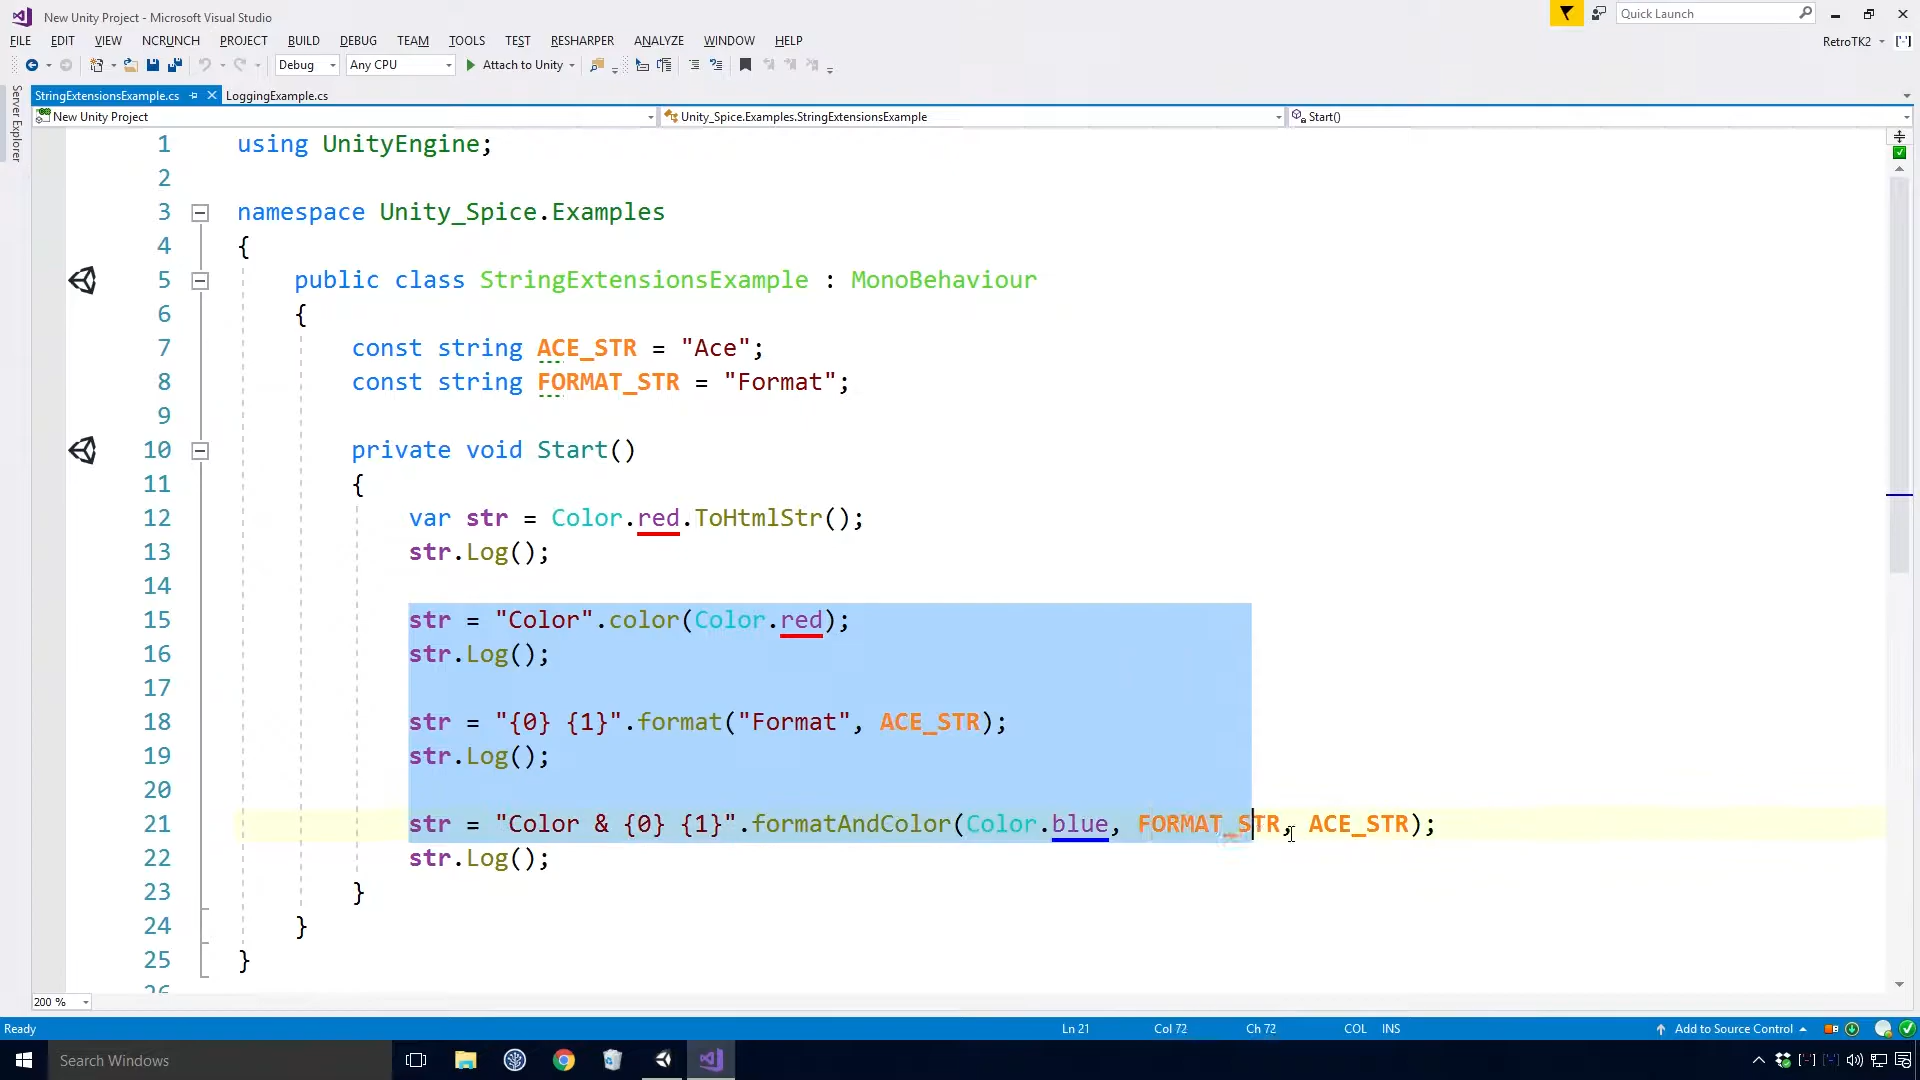 New Unity Project - Microsoft Visual Studio
Quick Launch
FILE EDIT VIEW NCRUNCH PROJECT BUILD DEBUG TEAM TOOLS TEST RESHARPER ANALYZE WINDOW HELP
RetroTK2
Debug Any CPU Attach to Unity
Server Explorer
StringExtensionsExample.cs LoggingExample.cs
New Unity Project Unity_Spice.Examples.StringExtensionsExample Start()
1 using UnityEngine;
2
3 namespace Unity_Spice.Examples
4 {
5 public class StringExtensionsExample : MonoBehaviour
6 {
7 const string ACE_STR = "Ace";
8 const string FORMAT_STR = "Format";
9
10 private void Start()
11 {
12 var str = Color.red.ToHtmlStr();
13 str.Log();
14
15 str = "Color".color(Color.red);
16 str.Log();
17
18 str = "{0} {1}".format("Format", ACE_STR);
19 str.Log();
20
21 str = "Color & {0} {1}".formatAndColor(Color.blue, FORMAT_STR, ACE_STR);
22 str.Log();
23 }
24 }
25 }
26
200 %
Ready Ln 21 Col 72 Ch 72 COL INS Add to Source Control
Search Windows